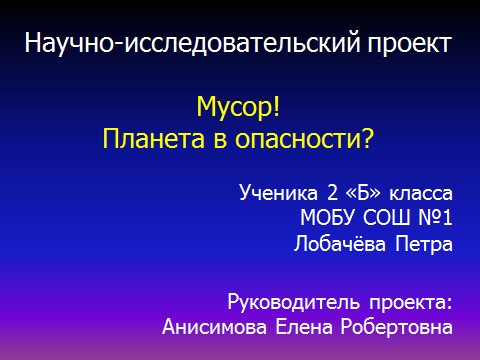 Научно-исследовательский проект
Мусор!
Планета в опасности?
Ученика 2 «Б» класса
МОБУ СОШ №1
Лобачёва Петра
Руководитель проекта:
Анисимова Елена Робертовна